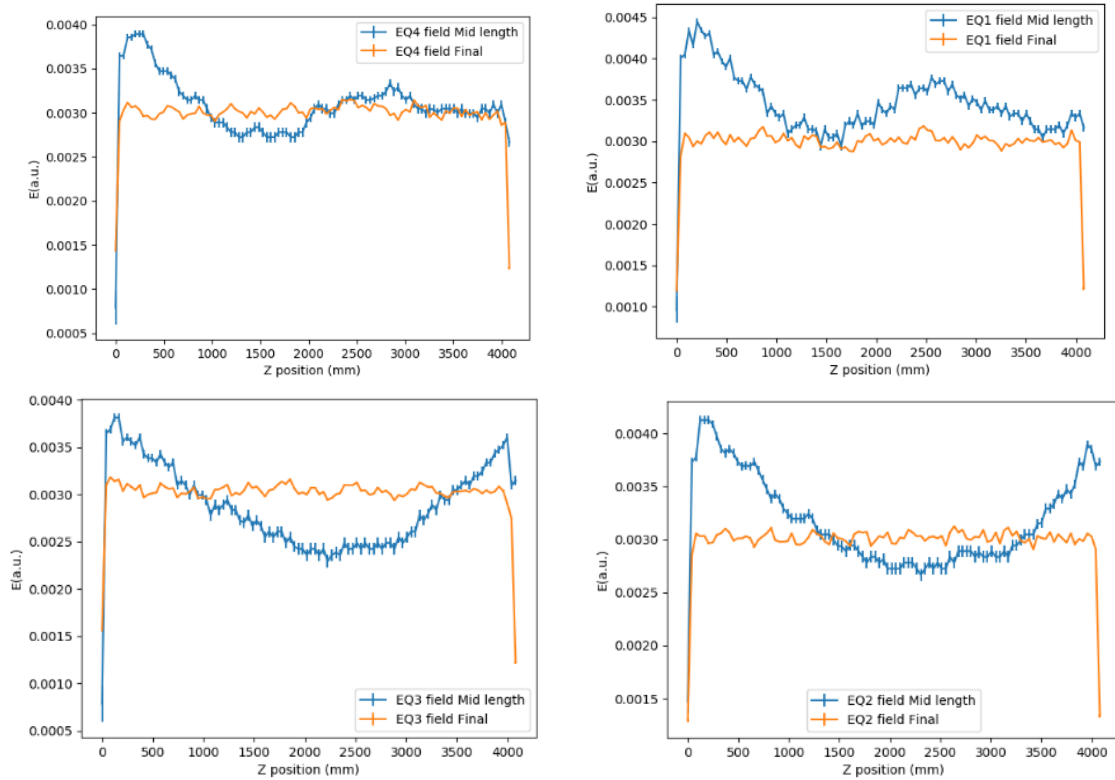 EQ4 field Mid length
EQ4 field Final
0.0040
0.0035
0.0030
0.0025
0.0020
0.0015
0.0010
0.0005
E(a.u.)
0 500 1000 1500 2000 2500 3000 3500 4000
Z position (mm)
EQ1 field Mid length
EQ1 field Final
0.0045
0.0040
0.0035
0.0030
0.0025
0.0020
0.0015
0.0010
E(a.u.)
0 500 1000 1500 2000 2500 3000 3500 4000
Z position (mm)
0.0040
0.0035
0.0030
0.0025
0.0020
0.0015
0.0010
0.0005
E(a.u.)
EQ3 field Mid length
EQ3 field Final
0 500 1000 1500 2000 2500 3000 3500 4000
Z position (mm)
0.0040
0.0035
0.0030
0.0025
0.0020
0.0015
E(a.u.)
EQ2 field Mid length
EQ2 field Final
0 500 1000 1500 2000 2500 3000 3500 4000
Z position (mm)